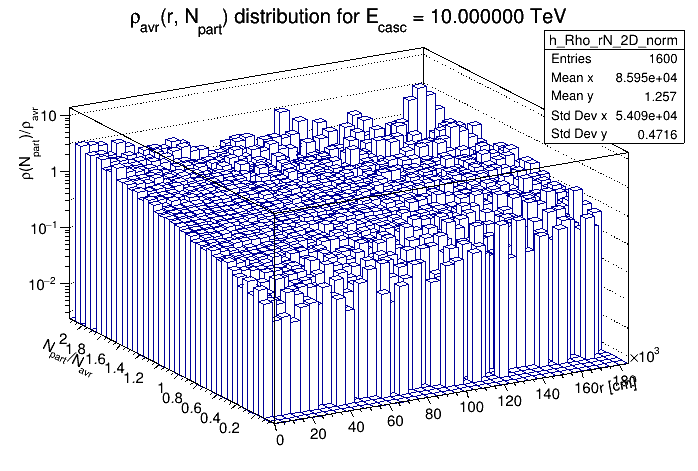 ρavr(r, Npart) distribution for Ecasc = 10.000000 TeV
h_Rho_rN_2D_norm
Entries 1600
Mean x 8.595e+04
Mean y 1.257
Std Dev x 5.409e+04
Std Dev y 0.4716
ρ(Npart)/ρavr
10
1
10−1
10−2
Npart/Navr
2 1.8 1.6 1.4 1.2 1 0.8 0.6 0.4 0.2
0 20 40 60 80 100 120 140 160 180
×103
r [cm]